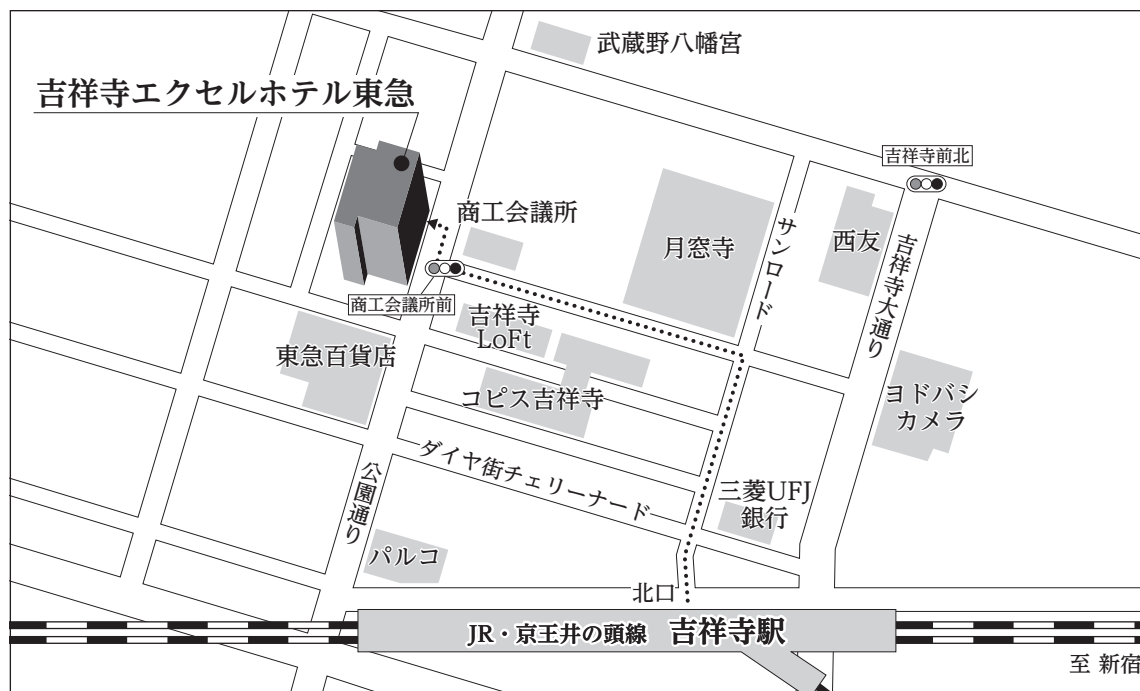 武蔵野八幡宮
吉祥寺エクセルホテル東急
吉祥寺前北
商工会議所
月窓寺
サンロード
西友
吉祥寺大通り
商工会議所前
吉祥寺
LoFt
東急百貨店
コピス吉祥寺
ヨドバシ
カメラ
ダイヤ街チェリーナード
公園通り
三菱UFJ
銀行
パルコ
北口
JR・京王井の頭線 吉祥寺駅
至 新宿